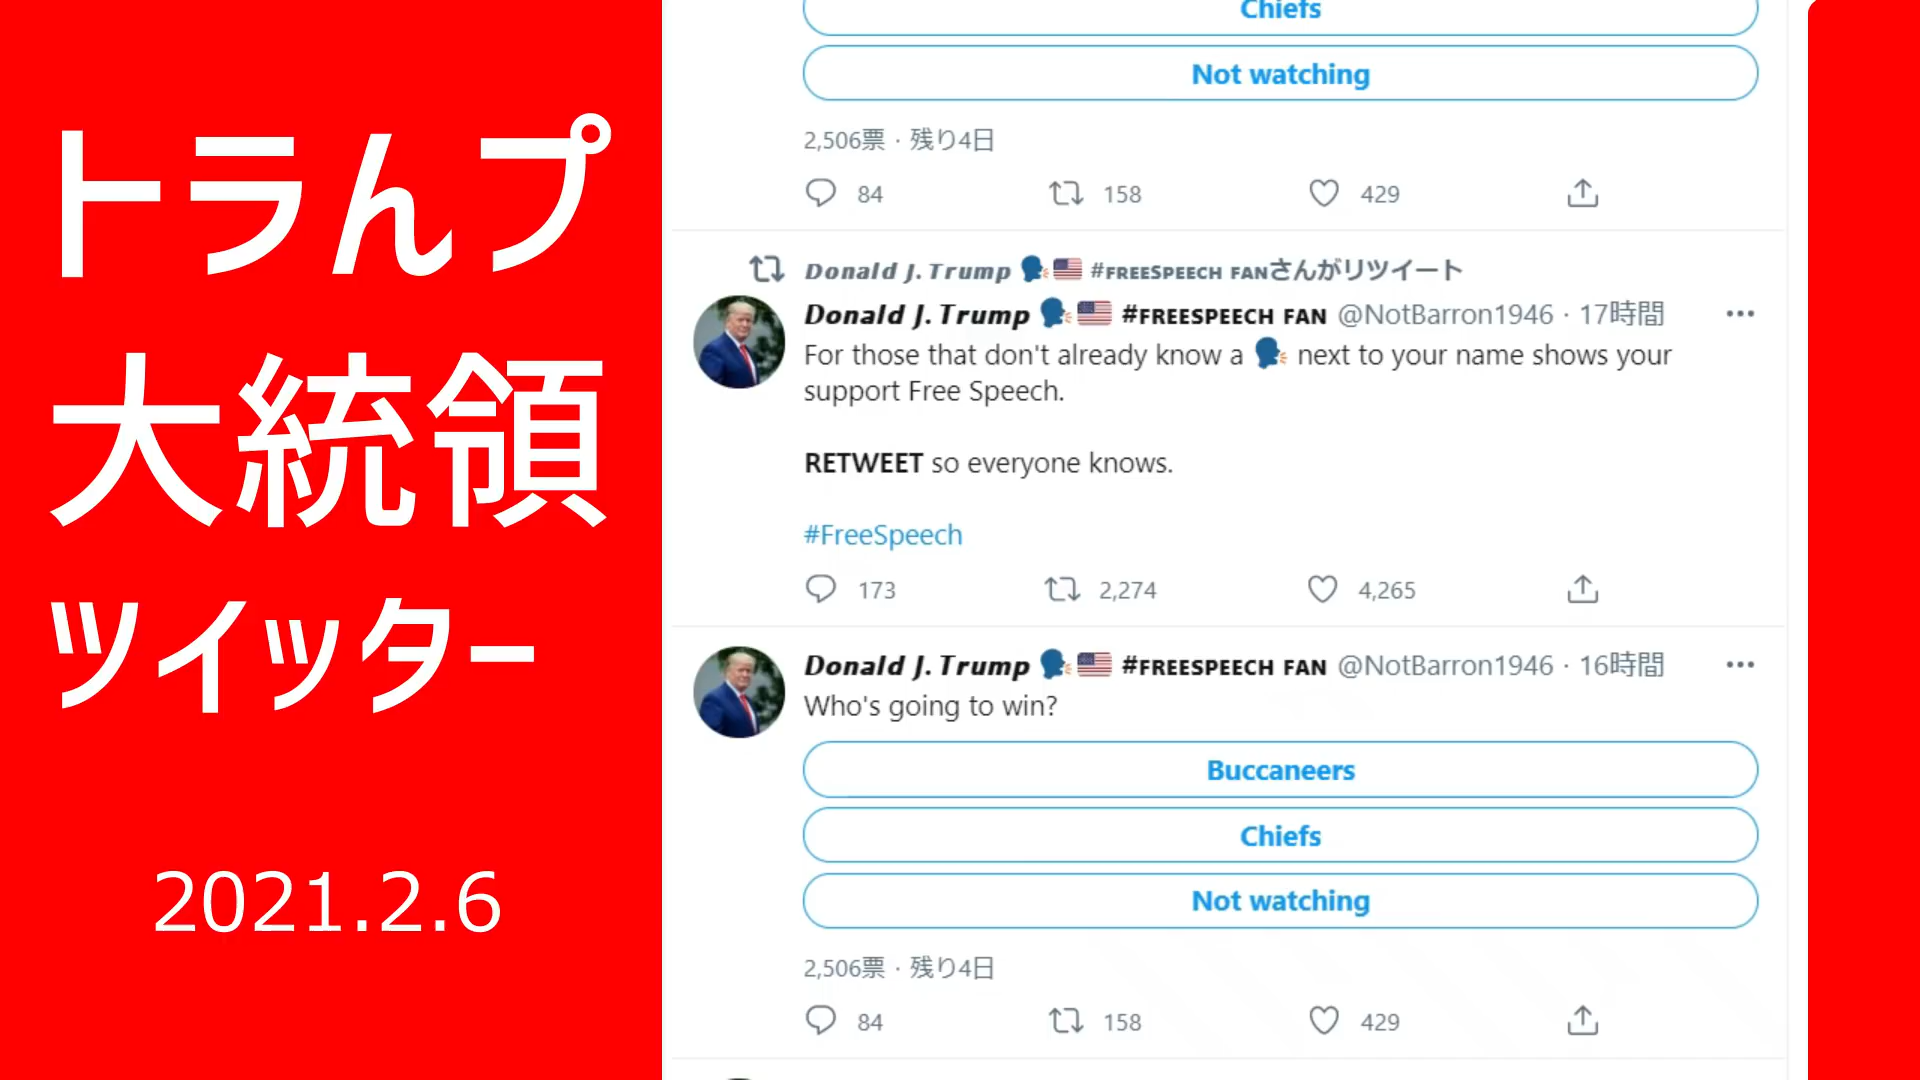 トラんプ
大統領
ツイッター
2021.2.6
Chiefs
Not watching
2,506票 · 残り4日
84 158 429
Donald J. Trump 🗣️🇺🇸 #FREESPEECH FANさんがリツイート
Donald J. Trump 🗣️🇺🇸 #FREESPEECH FAN @NotBarron1946 · 17時間
For those that don't already know a 🗣️ next to your name shows your
support Free Speech.
RETWEET so everyone knows.
#FreeSpeech
173 2,274 4,265
Donald J. Trump 🗣️🇺🇸 #FREESPEECH FAN @NotBarron1946 · 16時間
Who's going to win?
Buccaneers
Chiefs
Not watching
2,506票 · 残り4日
84 158 429